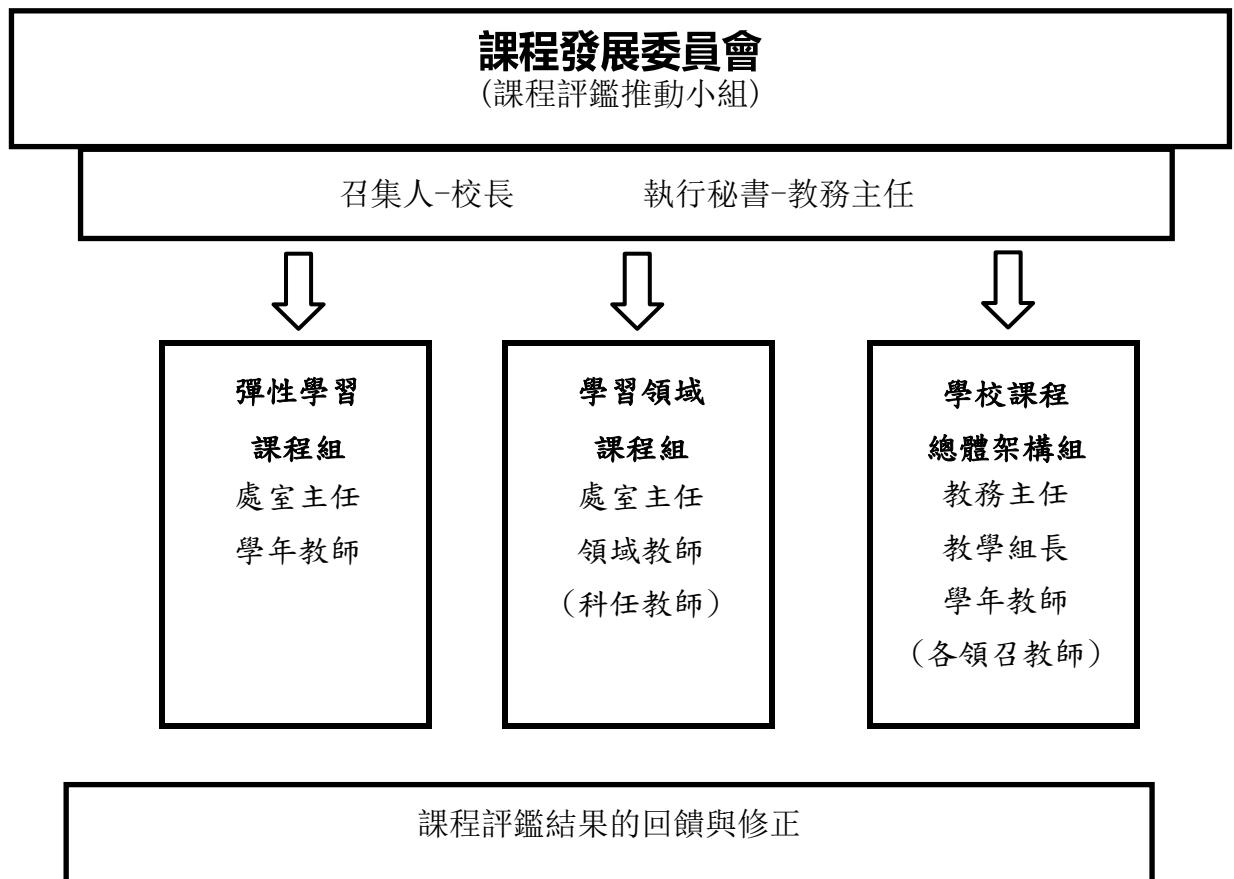 課程發展委員會
(課程評鑑推動小組)
召集人-校長 執行秘書-教務主任
彈性學習
課程組
處室主任
學年教師
學習領域
課程組
處室主任
領域教師
（科任教師）
學校課程
總體架構組
教務主任
教學組長
學年教師
（各領召教師）
課程評鑑結果的回饋與修正